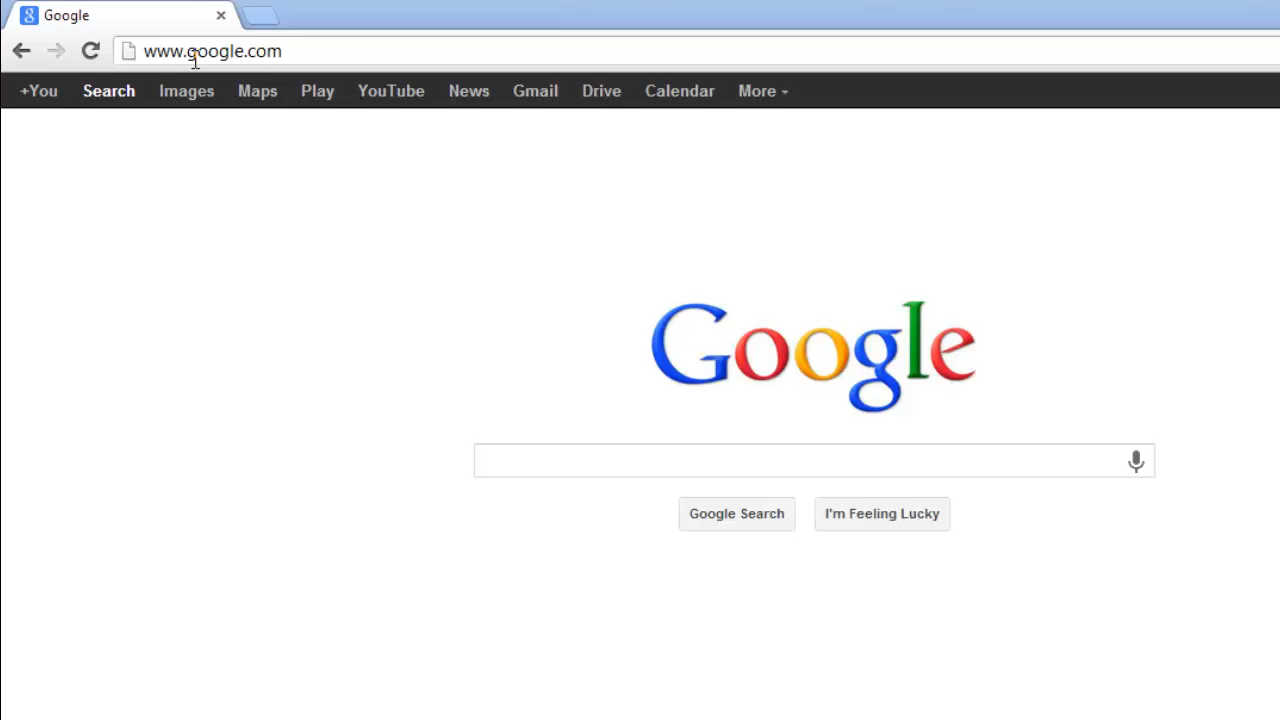 Google
www.google.com
+You Search Images Maps Play YouTube News Gmail Drive Calendar More
Google
Google Search I'm Feeling Lucky